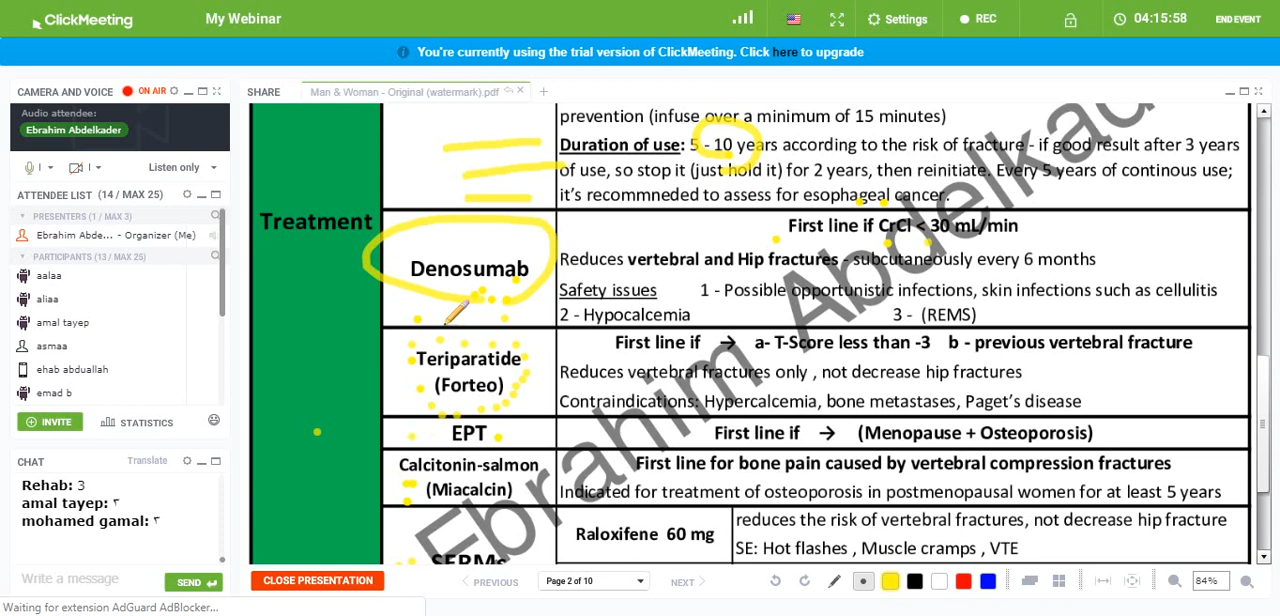 ClickMeeting
My Webinar
Settings
REC
04:15:58
END EVENT
You're currently using the trial version of ClickMeeting. Click here to upgrade
CAMERA AND VOICE
ON AIR
Audio attendee:
Ebrahim Abdelkader
Listen only
ATTENDEE LIST (14 / MAX 25)
PRESENTERS (1 / MAX 3)
Ebrahim Abde... - Organizer (Me)
PARTICIPANTS (13 / MAX 25)
aalaa
aliaa
amal tayep
asmaa
ehab abduallah
emad b
INVITE
STATISTICS
CHAT
Translate
Rehab: 3
amal tayep: ٣
mohamed gamal: ٣
Write a message
SEND
Waiting for extension AdGuard AdBlocker...
SHARE
Man & Woman - Original (watermark).pdf
Treatment
prevention (infuse over a minimum of 15 minutes)
Duration of use: 5 - 10 years according to the risk of fracture - if good result after 3 years
of use, so stop it (just hold it) for 2 years, then reinitiate. Every 5 years of continous use;
it's recommneded to assess for esophageal cancer.
Denosumab
First line if CrCl < 30 mL/min
Reduces vertebral and Hip fractures - subcutaneously every 6 months
Safety issues 1 - Possible opportunistic infections, skin infections such as cellulitis
2 - Hypocalcemia 3 - (REMS)
Teriparatide
(Forteo)
First line if → a- T-Score less than -3 b - previous vertebral fracture
Reduces vertebral fractures only , not decrease hip fractures
Contraindications: Hypercalcemia, bone metastases, Paget's disease
EPT
First line if → (Menopause + Osteoporosis)
Calcitonin-salmon
(Miacalcin)
First line for bone pain caused by vertebral compression fractures
Indicated for treatment of osteoporosis in postmenopausal women for at least 5 years
SERMs
Raloxifene 60 mg
reduces the risk of vertebral fractures, not decrease hip fracture
SE: Hot flashes , Muscle cramps , VTE
Ebrahim Abdelkad
CLOSE PRESENTATION
PREVIOUS
Page 2 of 10
NEXT
84%